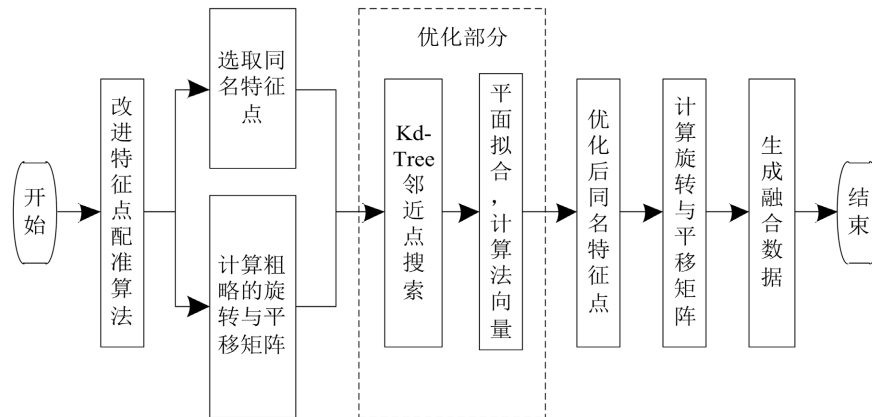 开始
改进特征点配准算法
选取同
名特征
点
计算粗
略的旋
转与平
移矩阵
优化部分
Kd-
Tree
邻近点搜索
平面拟合,计算法向量
优化后同名特征点
计算旋转与平移矩阵
生成融合数据
结束